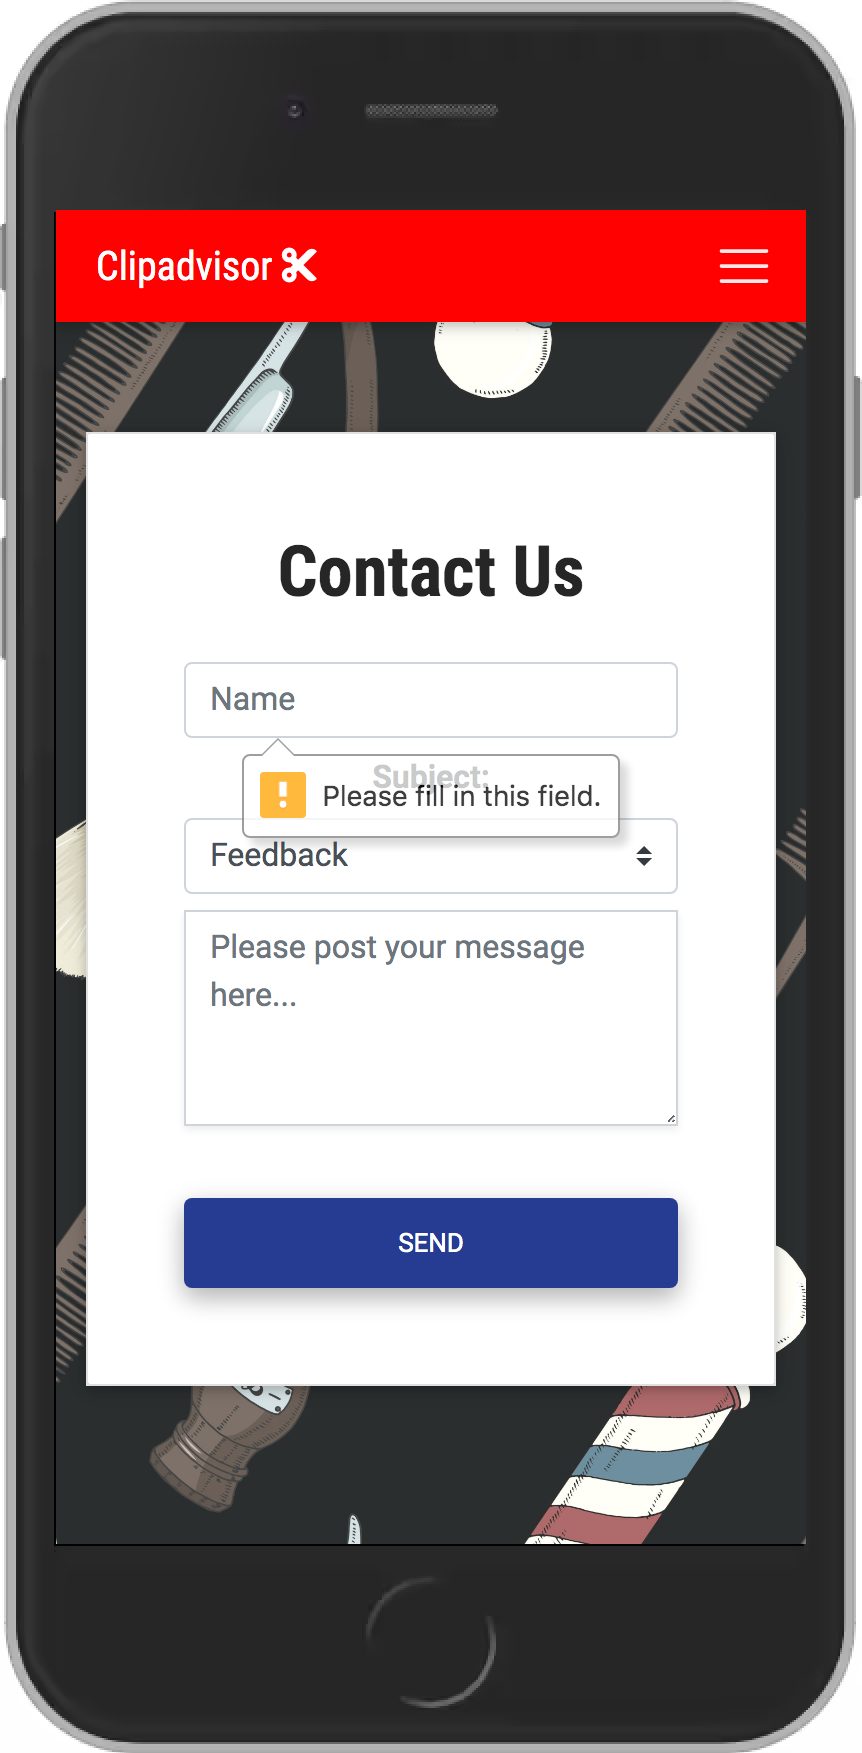 Clipadvisor
Contact Us
Name
Subject:
Please fill in this field.
Feedback
Please post your message
here...
SEND